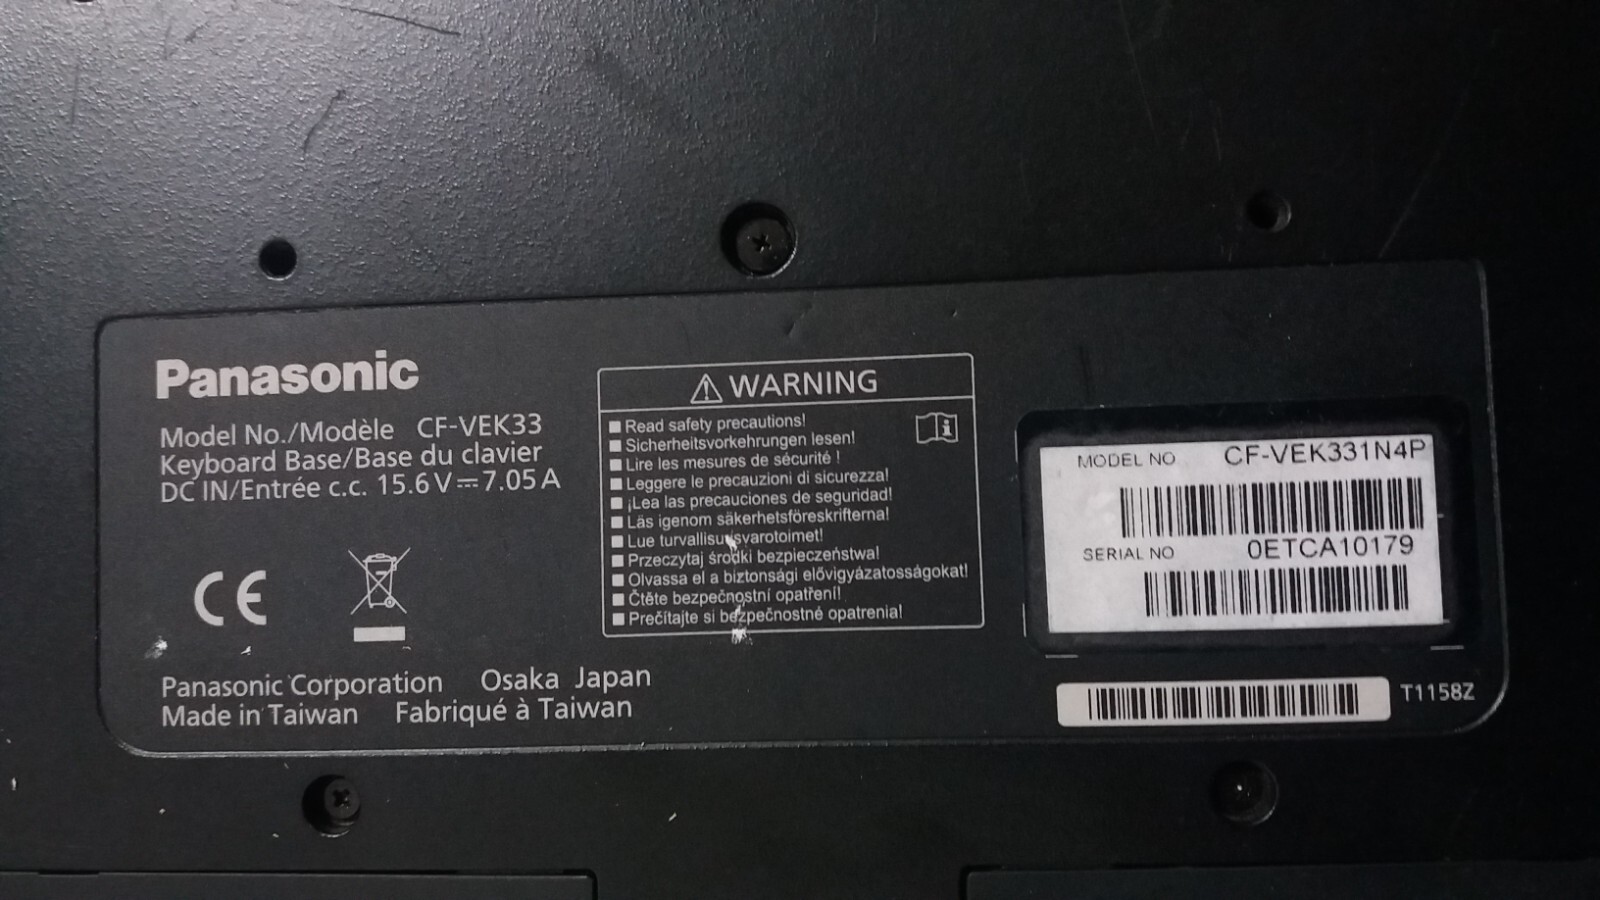 Panasonic
Model No./Modèle CF-VEK33
Keyboard Base/Base du clavier
DC IN/Entrée c.c. 15.6V⎓7.05A
CE
Panasonic Corporation Osaka Japan
Made in Taiwan Fabriqué à Taiwan
⚠ WARNING
■ Read safety precautions!
■ Sicherheitsvorkehrungen lesen!
■ Lire les mesures de sécurité !
■ Leggere le precauzioni di sicurezza!
■ ¡Lea las precauciones de seguridad!
■ Läs igenom säkerhetsföreskrifterna!
■ Lue turvallisuusvarotoimet!
■ Przeczytaj środki bezpieczeństwa!
■ Olvassa el a biztonsági elővigyázatosságokat!
■ Čtěte bezpečnostní opatření!
■ Prečítajte si bezpečnostné opatrenia!
MODEL NO CF-VEK331N4P
SERIAL NO 0ETCA10179
T1158Z